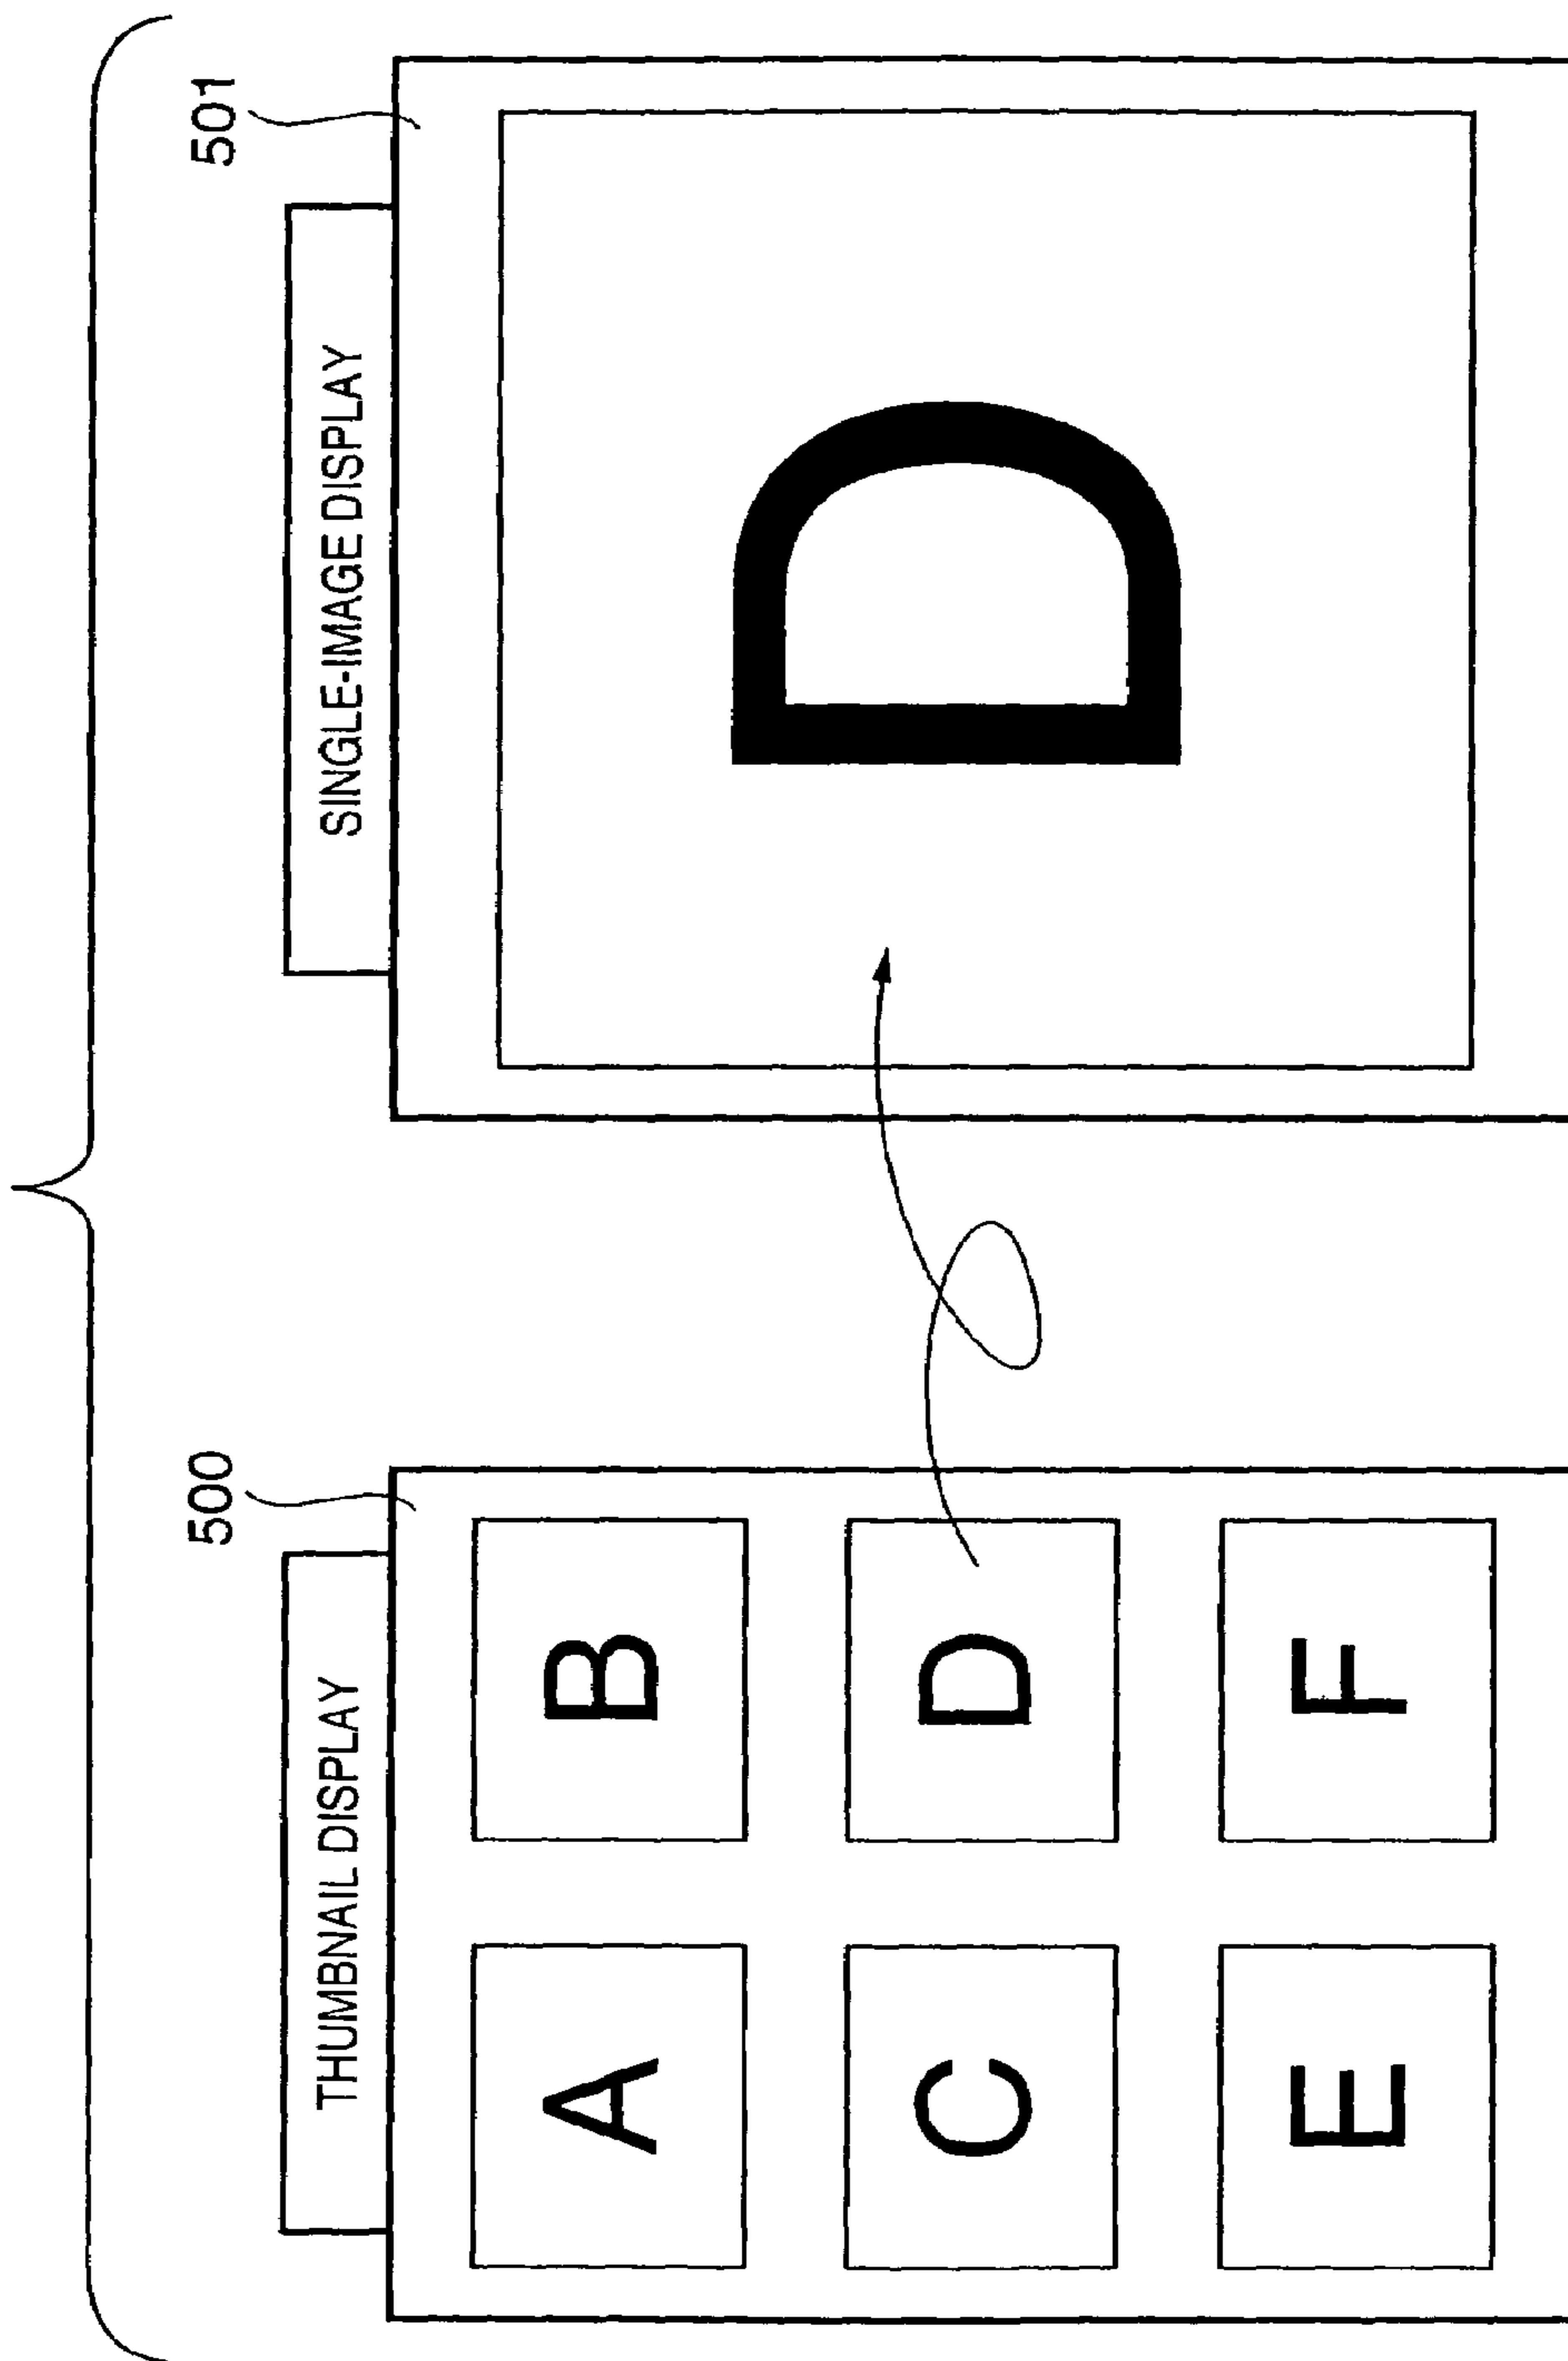 500
THUMBNAIL DISPLAY
A B
C D
E F
501
SINGLE-IMAGE DISPLAY
D